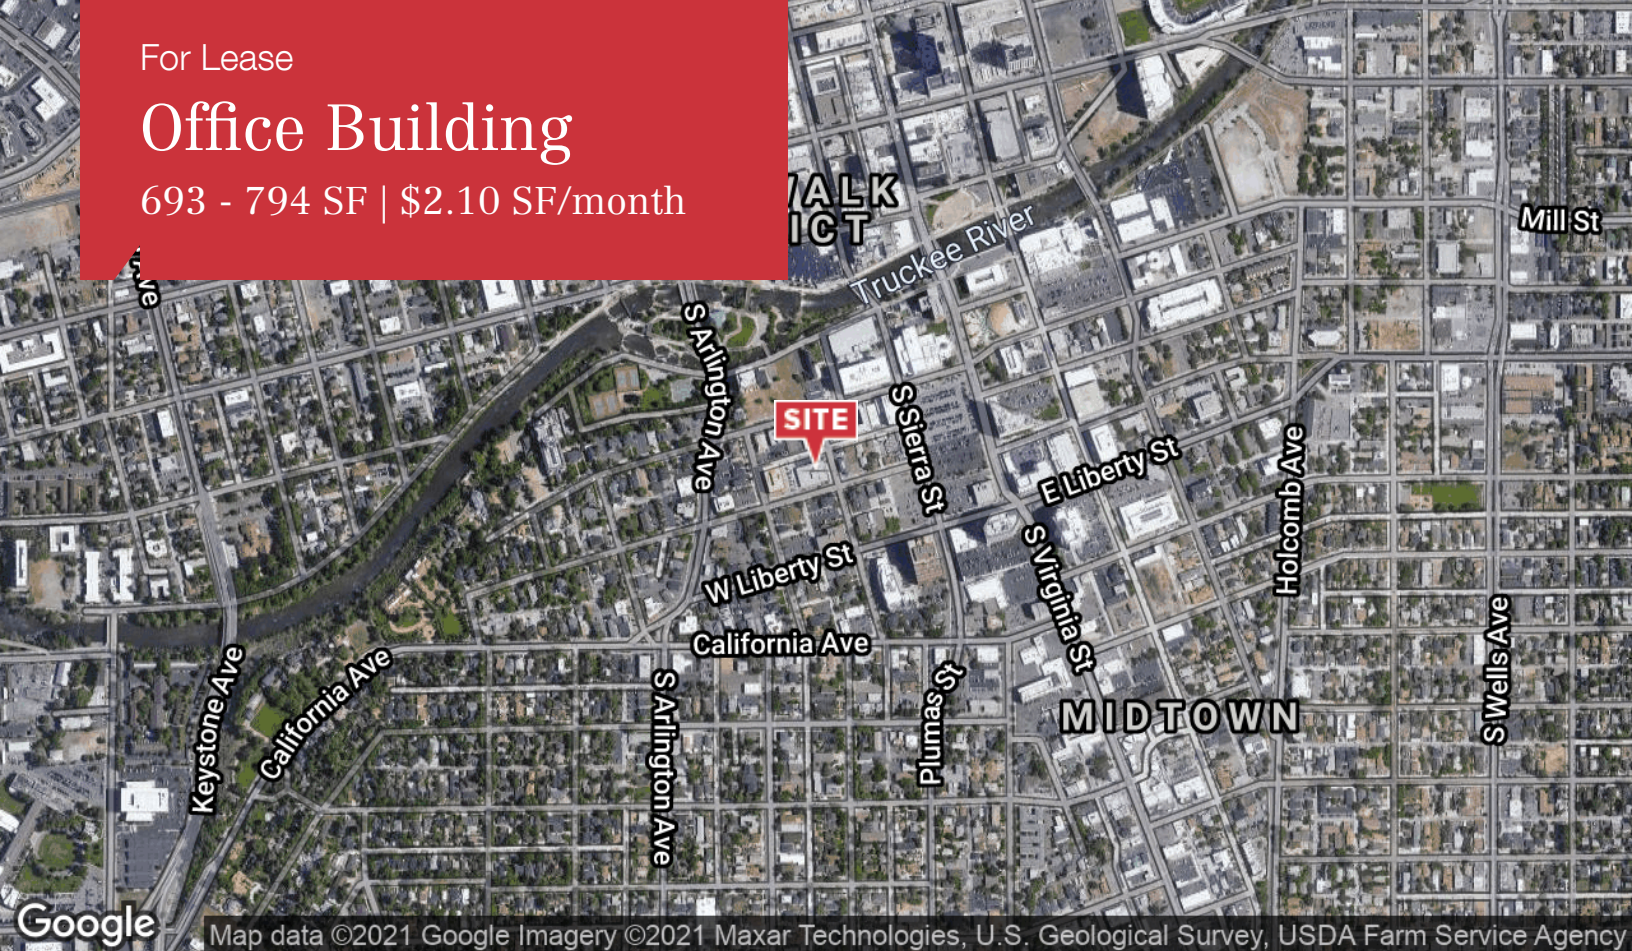 For Lease
Office Building
693 - 794 SF | $2.10 SF/month
Mill St
Truckee River
S Arlington Ave
SITE
S Sierra St
E Liberty St
Holcomb Ave
W Liberty St
S Virginia St
California Ave
Keystone Ave
California Ave
S Arlington Ave
Plumas St
MIDTOWN
S Wells Ave
Google
Map data ©2021 Google Imagery ©2021 Maxar Technologies, U.S. Geological Survey, USDA Farm Service Agency